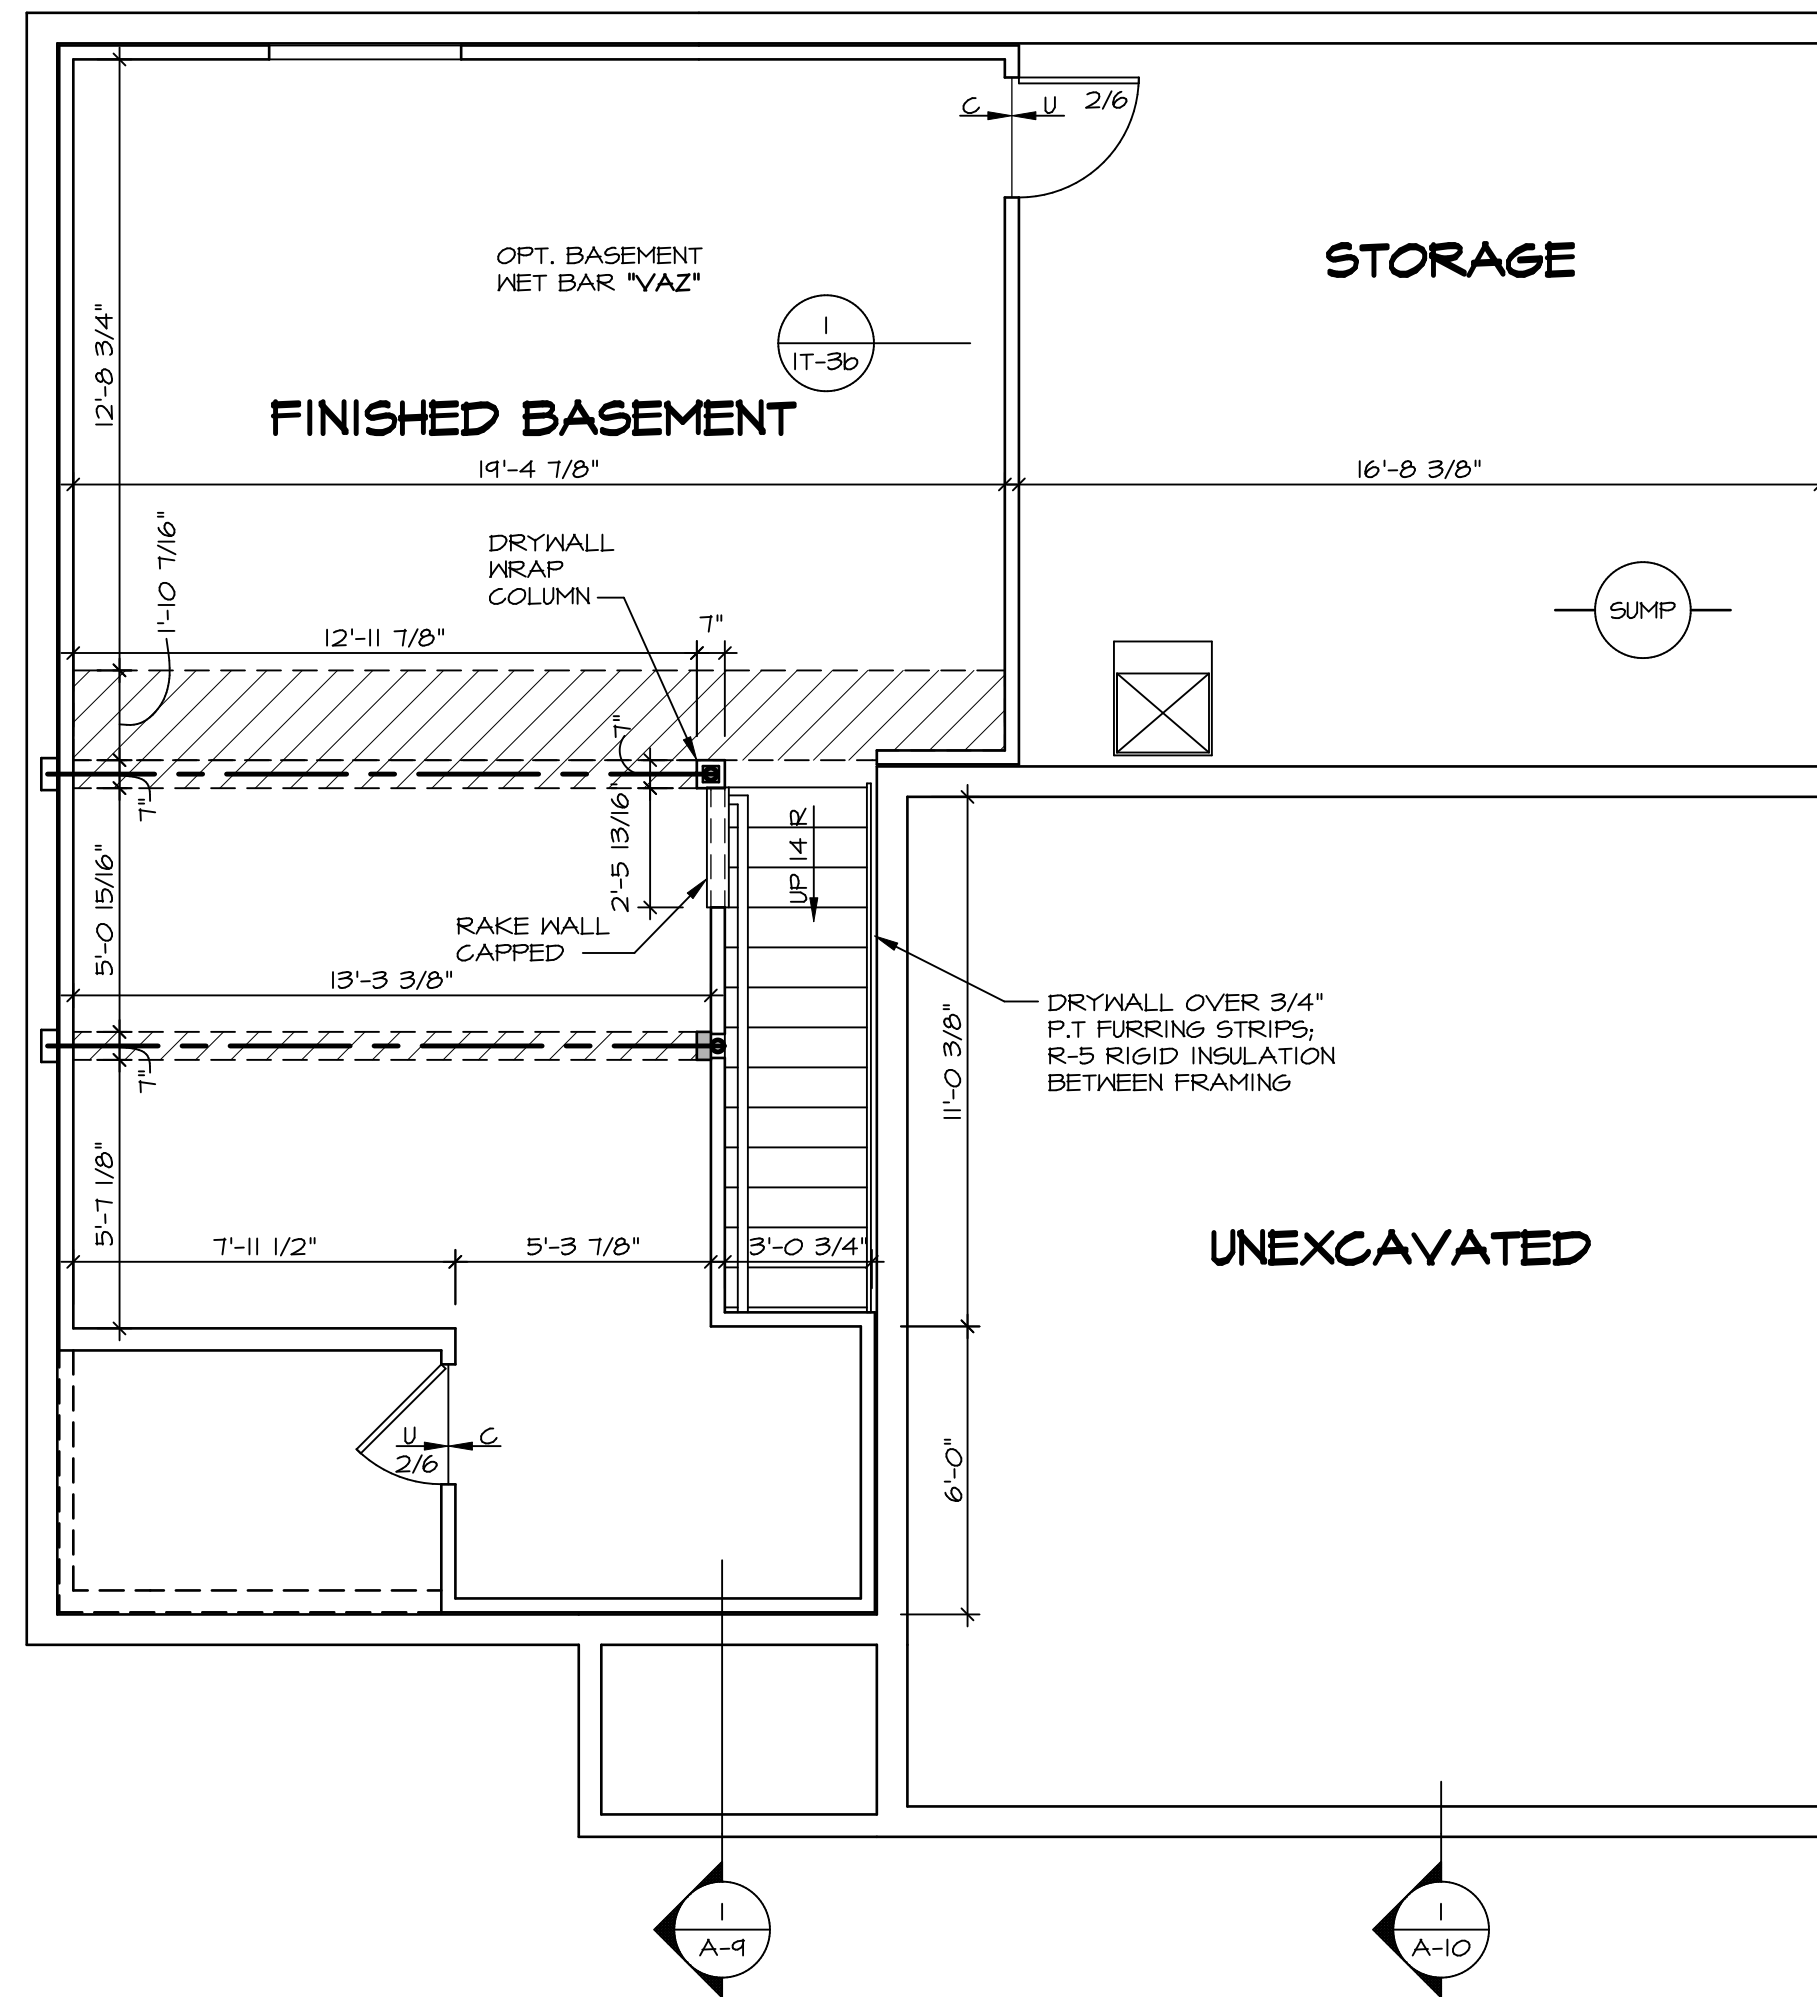 C
U
2/6
OPT. BASEMENT
WET BAR "VAZ"
STORAGE
1
IT-3b
12'-8 3/4"
FINISHED BASEMENT
19'-4 7/8"
16'-8 3/8"
1'-10 7/16"
DRYWALL
WRAP
COLUMN
SUMP
12'-11 7/8"
7"
7"
7"
2'-5 13/16"
UP 14 R
5'-0 15/16"
RAKE WALL
CAPPED
13'-3 3/8"
DRYWALL OVER 3/4"
P.T FURRING STRIPS;
R-5 RIGID INSULATION
BETWEEN FRAMING
11'-0 3/8"
7"
5'-7 1/8"
7'-11 1/2"
5'-3 7/8"
3'-0 3/4"
UNEXCAVATED
U
C
2/6
6'-0"
1
A-9
1
A-10